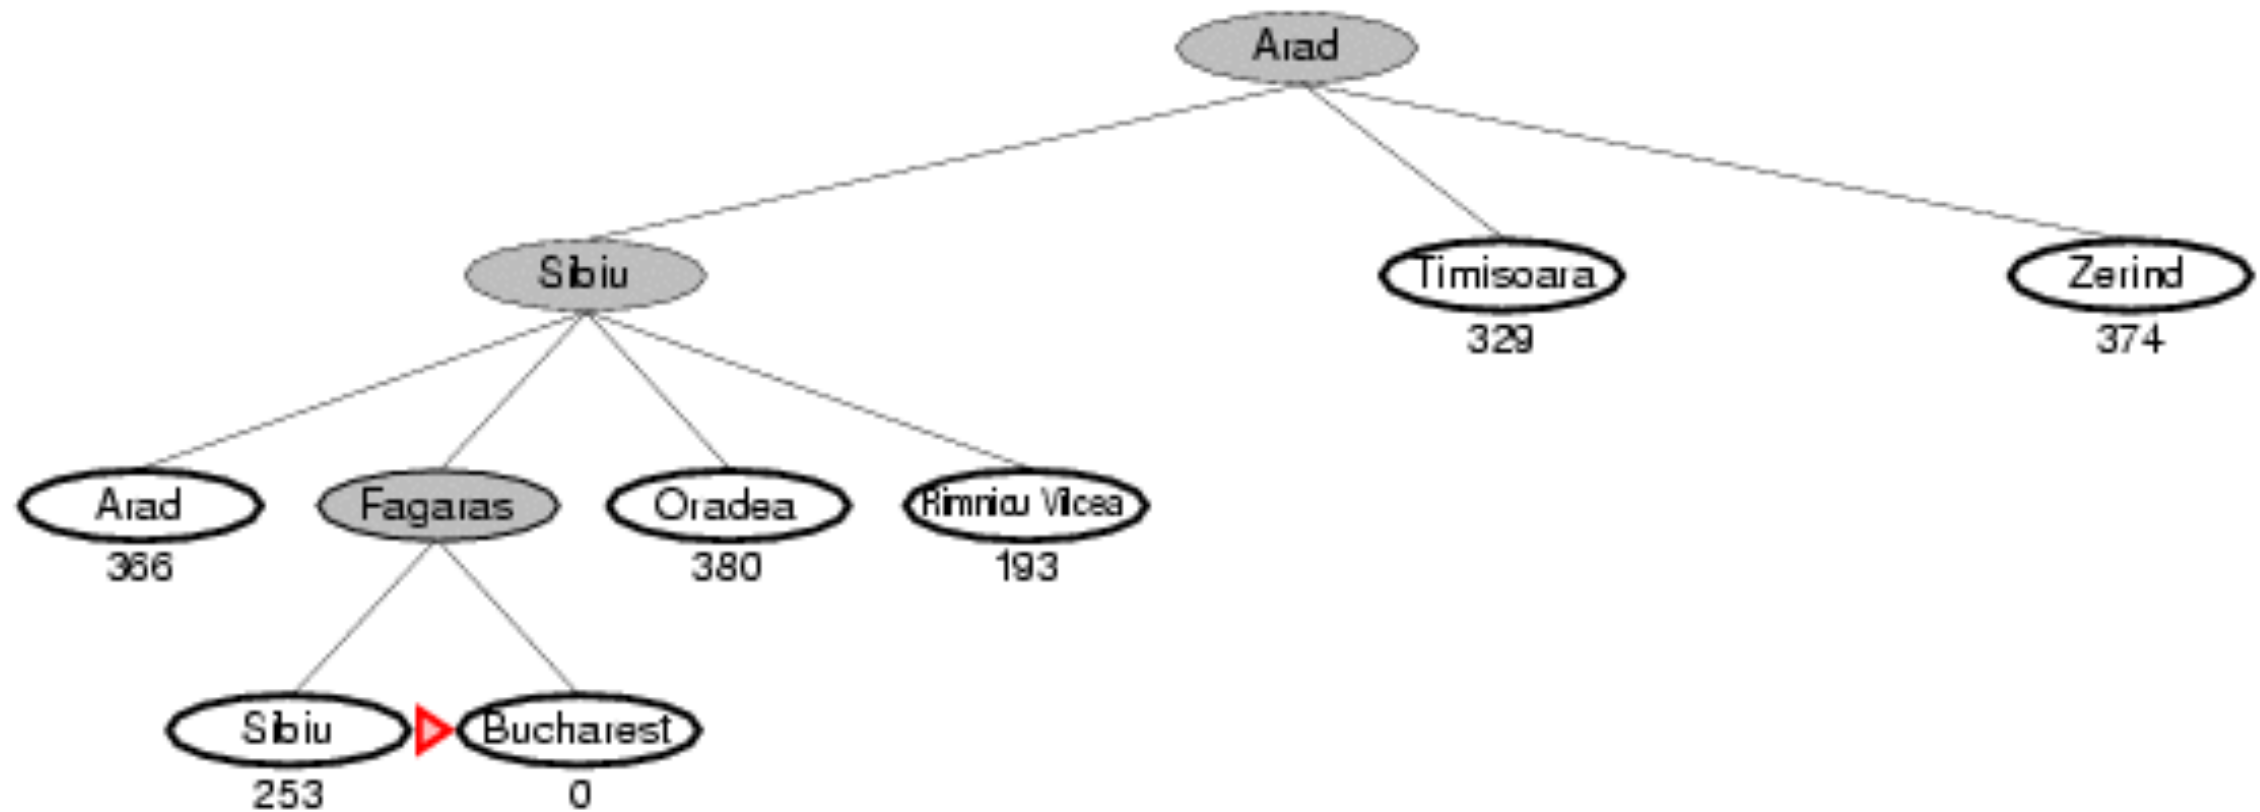 Arad
Sibiu
Timisoara
Zerind
329
374
Arad
Fagaras
Oradea
Rimnicu Vilcea
366
380
193
Sibiu
Bucharest
253
0